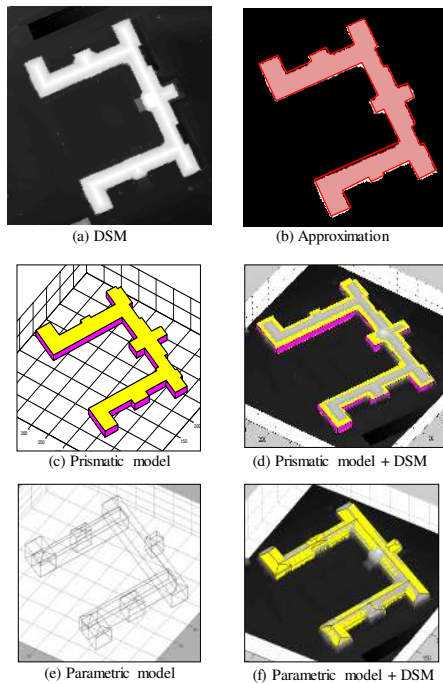 (a) DSM
(b) Approximation
(c) Prismatic model
(d) Prismatic model + DSM
(e) Parametric model
(f) Parametric model + DSM